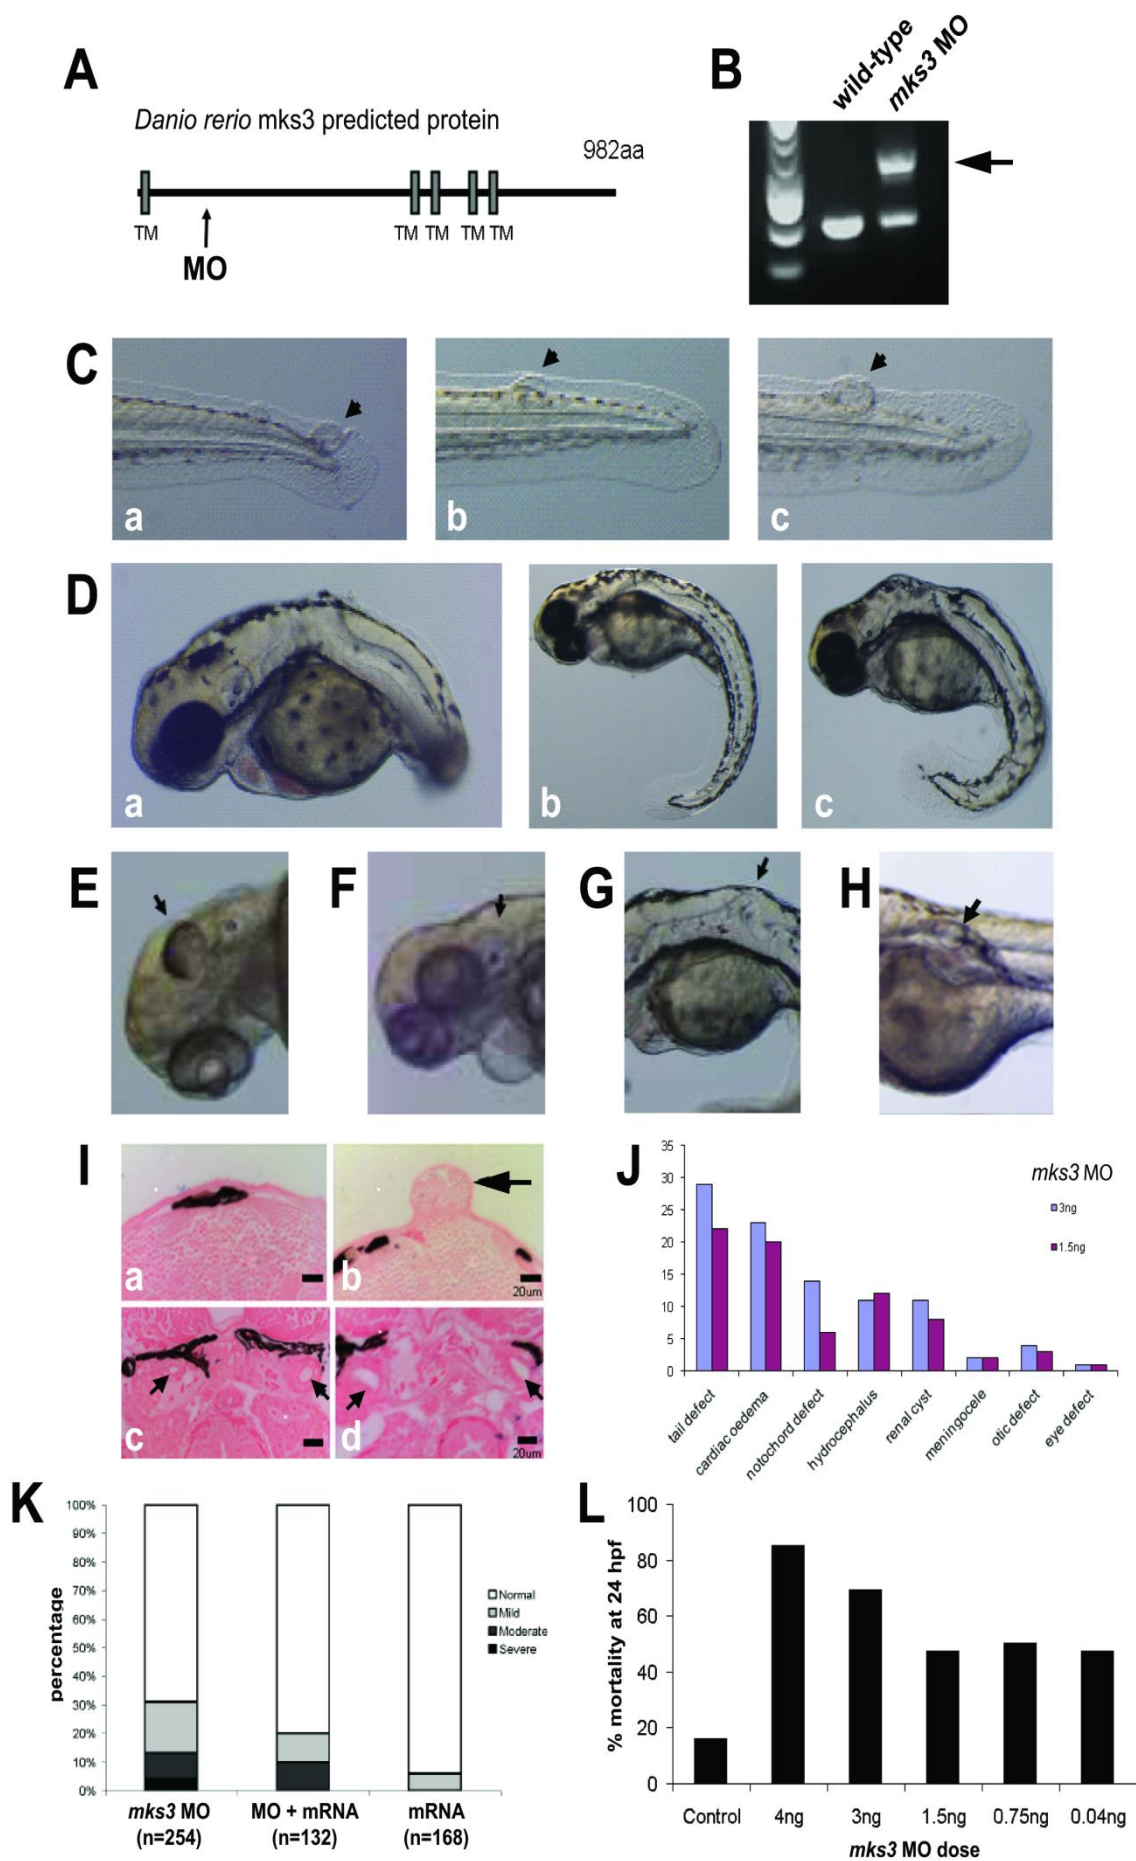 A
Danio rerio mks3 predicted protein
982aa
TM
TM TM TM TM
MO
B
wild-type
mks3 MO
C
a
b
c
D
a
b
c
E
F
G
H
I
a
b
20um
c
d
20um
J
mks3 MO
3ng
1.5ng
35
30
25
20
15
10
5
0
tail defect
cardiac oedema
notochord defect
hydrocephalus
renal cyst
meningocele
otic defect
eye defect
K
percentage
100%
90%
80%
70%
60%
50%
40%
30%
20%
10%
0%
Normal
Mild
Moderate
Severe
mks3 MO
(n=254)
MO + mRNA
(n=132)
mRNA
(n=168)
L
% mortality at 24 hpf
100
80
60
40
20
0
Control 4ng 3ng 1.5ng 0.75ng 0.04ng
mks3 MO dose